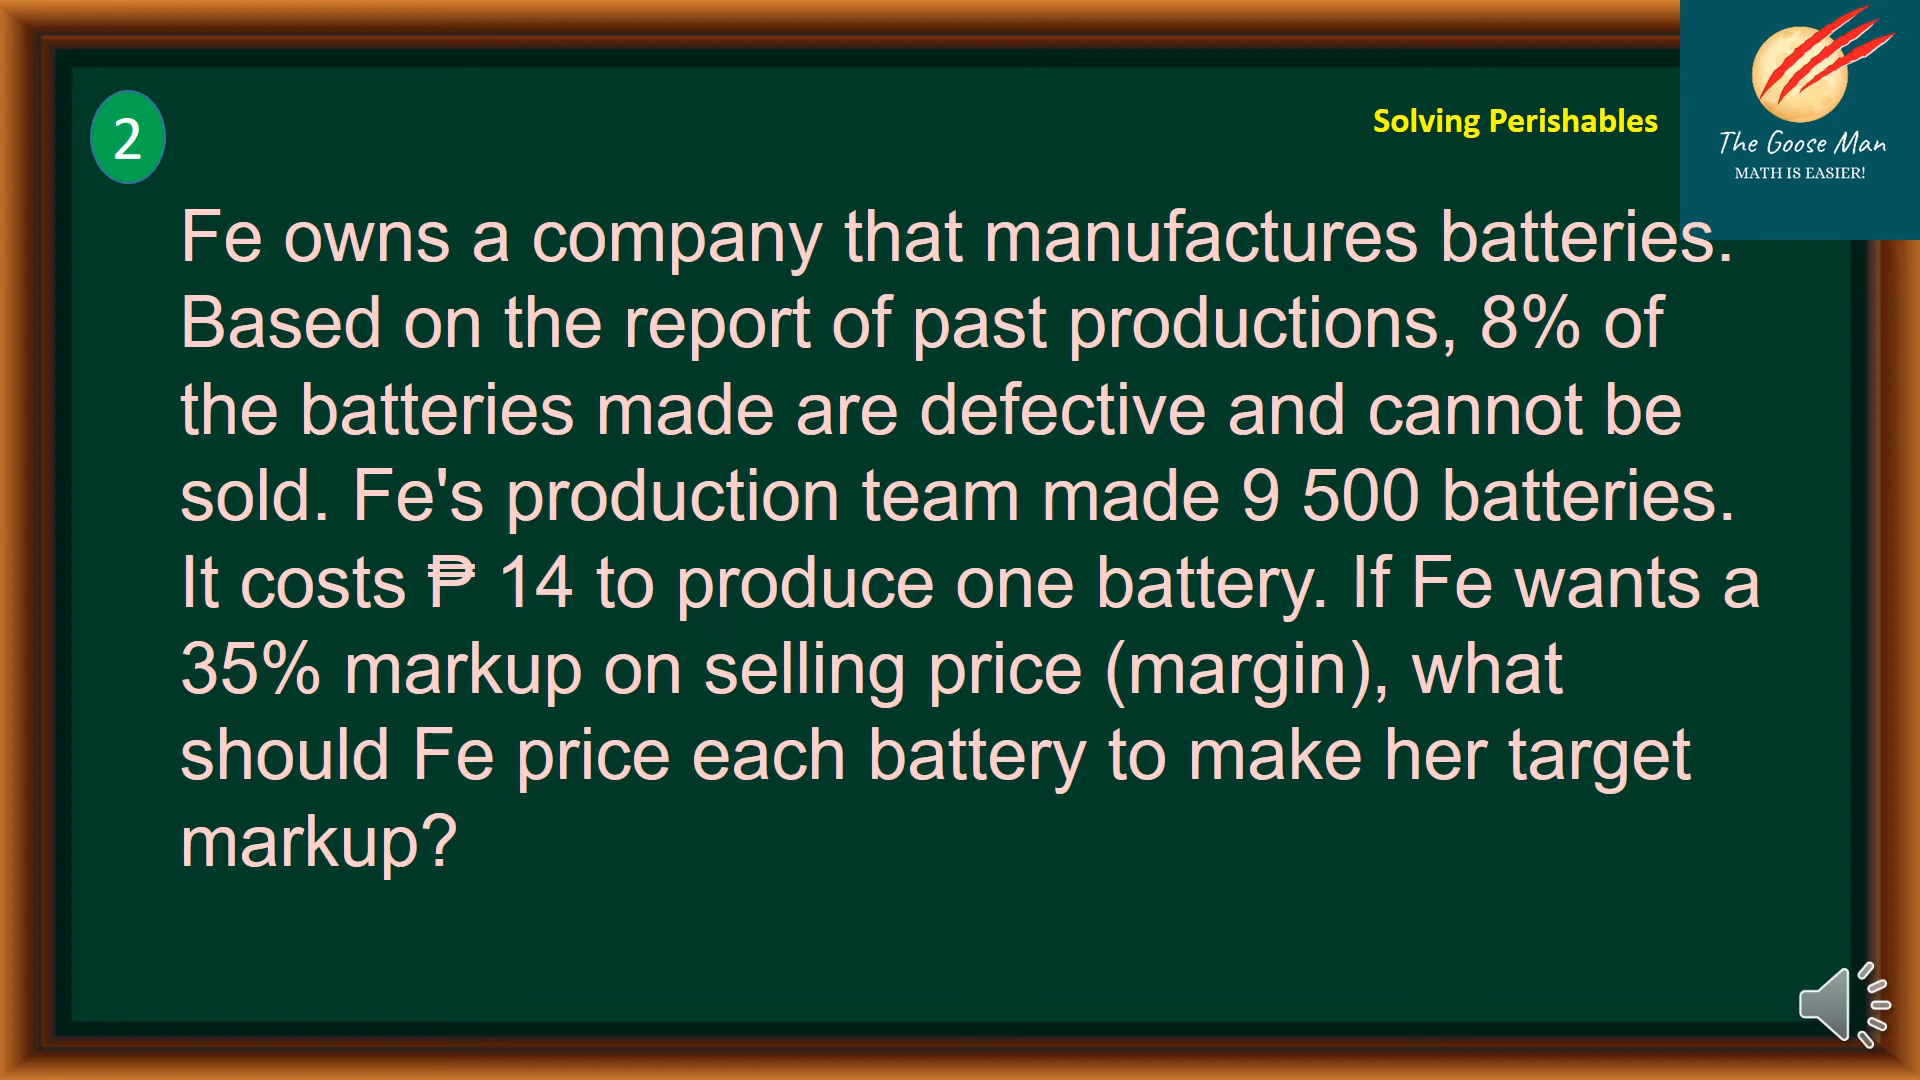 2
Solving Perishables
The Goose Man
MATH IS EASIER!
Fe owns a company that manufactures batteries.
Based on the report of past productions, 8% of
the batteries made are defective and cannot be
sold. Fe's production team made 9 500 batteries.
It costs ₱ 14 to produce one battery. If Fe wants a
35% markup on selling price (margin), what
should Fe price each battery to make her target
markup?